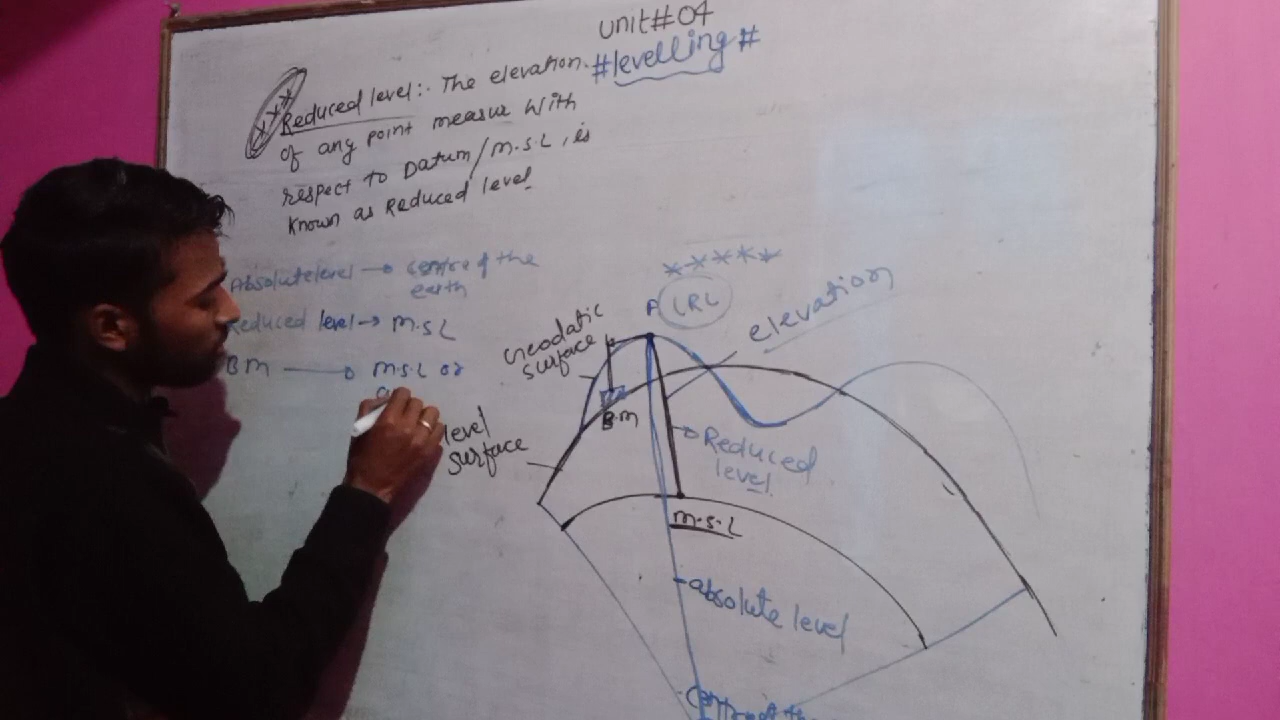 unit#04
#levelling#
Reduced level:- The elevation
of any point measure with
respect to Datum/m.s.L, is
known as Reduced level.
Absolute level → centre of the
earth
Reduced level → m.s.L
BM → m.s.L or
*****
A (RL)
elevation
Geodatic
surface
B.M
level
surface
Reduced
level.
m.s.L
absolute level